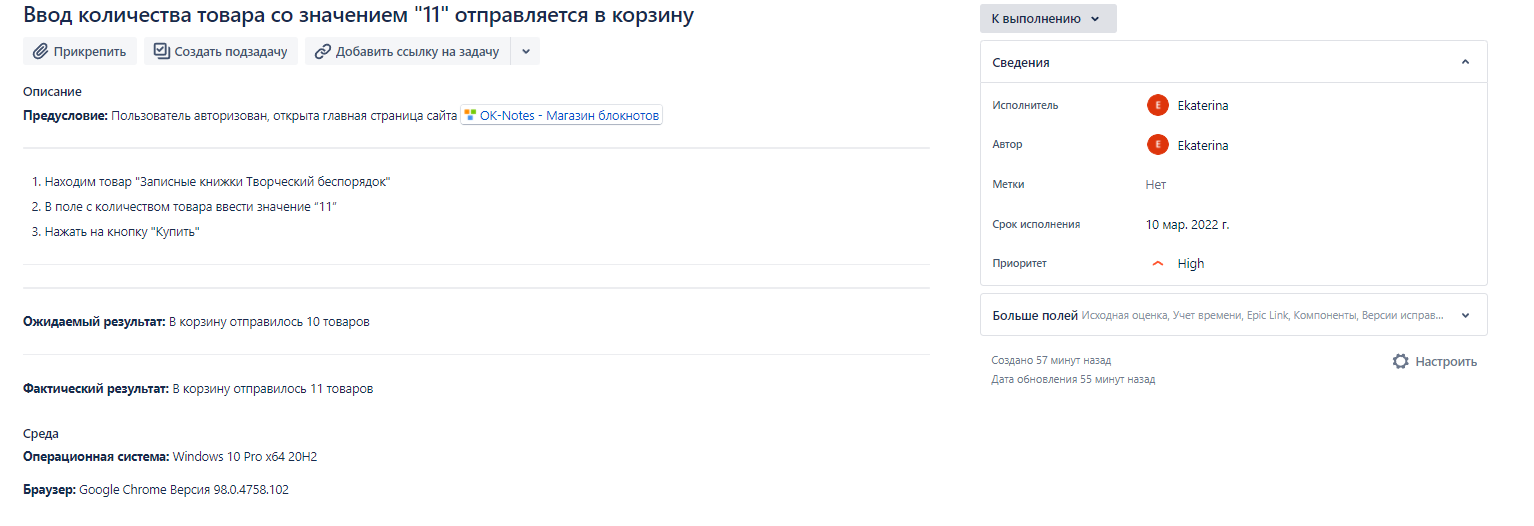 Ввод количества товара со значением "11" отправляется в корзину
Прикрепить
Создать подзадачу
Добавить ссылку на задачу
Описание
Предусловие: Пользователь авторизован, открыта главная страница сайта OK-Notes - Магазин блокнотов
1. Находим товар "Записные книжки Творческий беспорядок"
2. В поле с количеством товара ввести значение "11"
3. Нажать на кнопку "Купить"
Ожидаемый результат: В корзину отправилось 10 товаров
Фактический результат: В корзину отправилось 11 товаров
Среда
Операционная система: Windows 10 Pro x64 20H2
Браузер: Google Chrome Версия 98.0.4758.102
К выполнению
Сведения
Исполнитель E Ekaterina
Автор E Ekaterina
Метки Нет
Срок исполнения 10 мар. 2022 г.
Приоритет High
Больше полей Исходная оценка, Учет времени, Epic Link, Компоненты, Версии исправ...
Создано 57 минут назад
Настроить
Дата обновления 55 минут назад